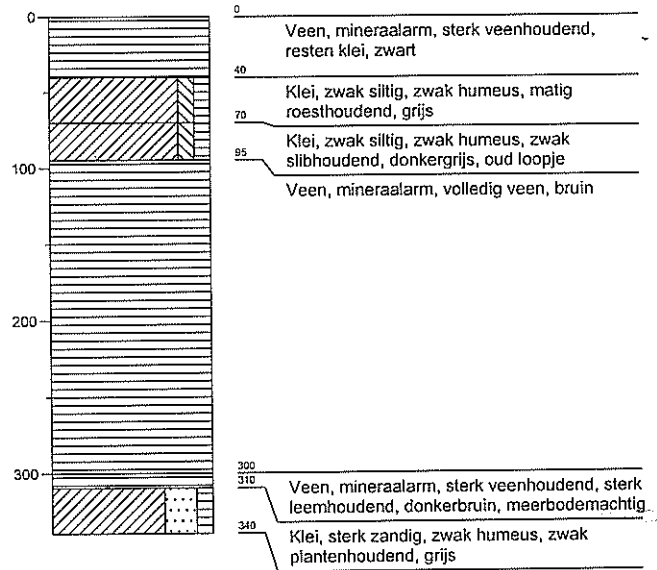 0
0
Veen, mineraalarm, sterk veenhoudend,
resten klei, zwart
40
Klei, zwak siltig, zwak humeus, matig
roesthoudend, grijs
70
Klei, zwak siltig, zwak humeus, zwak
slibhoudend, donkergrijs, oud loopje
95
100
Veen, mineraalarm, volledig veen, bruin
200
300
300
310
Veen, mineraalarm, sterk veenhoudend, sterk
leemhoudend, donkerbruin, meerbodemachtig
340
Klei, sterk zandig, zwak humeus, zwak
plantenhoudend, grijs